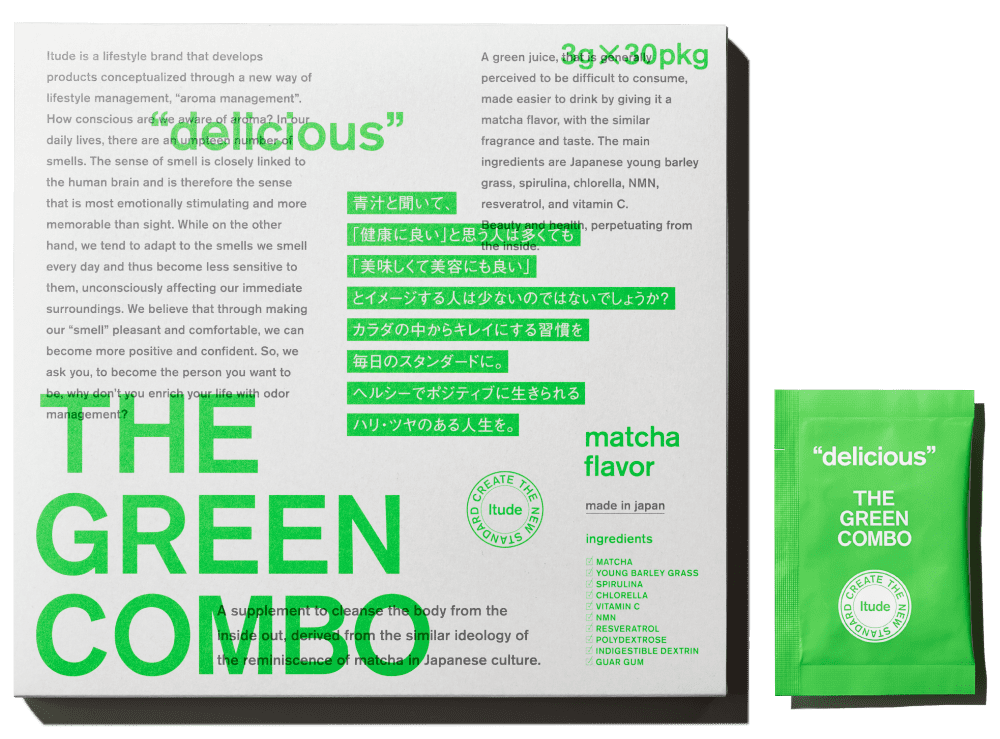 Itude is a lifestyle brand that develops
products conceptualized through a new way of
lifestyle management, “aroma management”.
How conscious are we aware of aroma? In our
daily lives, there are an umpteen number of
smells. The sense of smell is closely linked to
the human brain and is therefore the sense
that is most emotionally stimulating and more
memorable than sight. While on the other
hand, we tend to adapt to the smells we smell
every day and thus become less sensitive to
them, unconsciously affecting our immediate
surroundings. We believe that through making
our “smell” pleasant and comfortable, we can
become more positive and confident. So, we
ask you, to become the person you want to
be, why don’t you enrich your life with odor
management?
“delicious”
3g×30pkg
A green juice, that is generally
perceived to be difficult to consume,
made easier to drink by giving it a
matcha flavor, with the similar
fragrance and taste. The main
ingredients are Japanese young barley
grass, spirulina, chlorella, NMN,
resveratrol, and vitamin C.
Beauty and health, perpetuating from
the inside.
青汁と聞いて、
「健康に良い」と思う人は多くても
「美味しくて美容にも良い」
とイメージする人は少ないのではないでしょうか?
カラダの中からキレイにする習慣を
毎日のスタンダードに。
ヘルシーでポジティブに生きられる
ハリ・ツヤのある人生を。
THE
GREEN
COMBO
A supplement to cleanse the body from the
inside out, derived from the similar ideology of
the reminiscence of matcha in Japanese culture.
CREATE THE NEW STANDARD
Itude
matcha
flavor
made in japan
ingredients
MATCHA
YOUNG BARLEY GRASS
SPIRULINA
CHLORELLA
VITAMIN C
NMN
RESVERATROL
POLYDEXTROSE
INDIGESTIBLE DEXTRIN
GUAR GUM
“delicious”
THE
GREEN
COMBO
CREATE THE NEW STANDARD
Itude